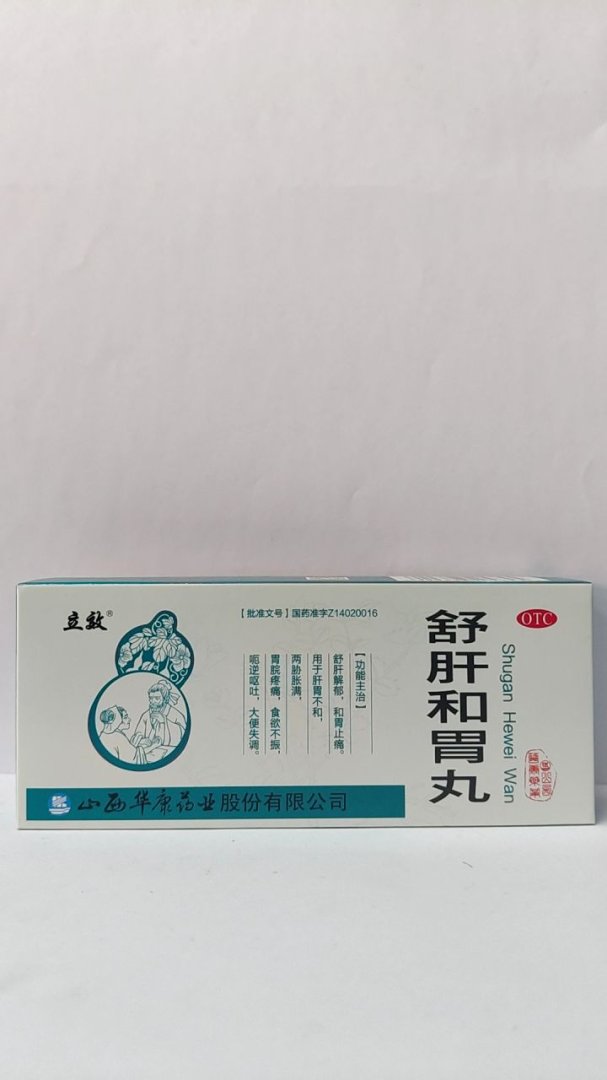 立效®
【批准文号】国药准字Z14020016
【功能主治】
舒肝解郁，和胃止痛。
用于肝胃不和，
两胁胀满，
胃脘疼痛，食欲不振，
呃逆呕吐，大便失调。
舒肝和胃丸
Shugan Hewei Wan
OTC
山西华康药业股份有限公司